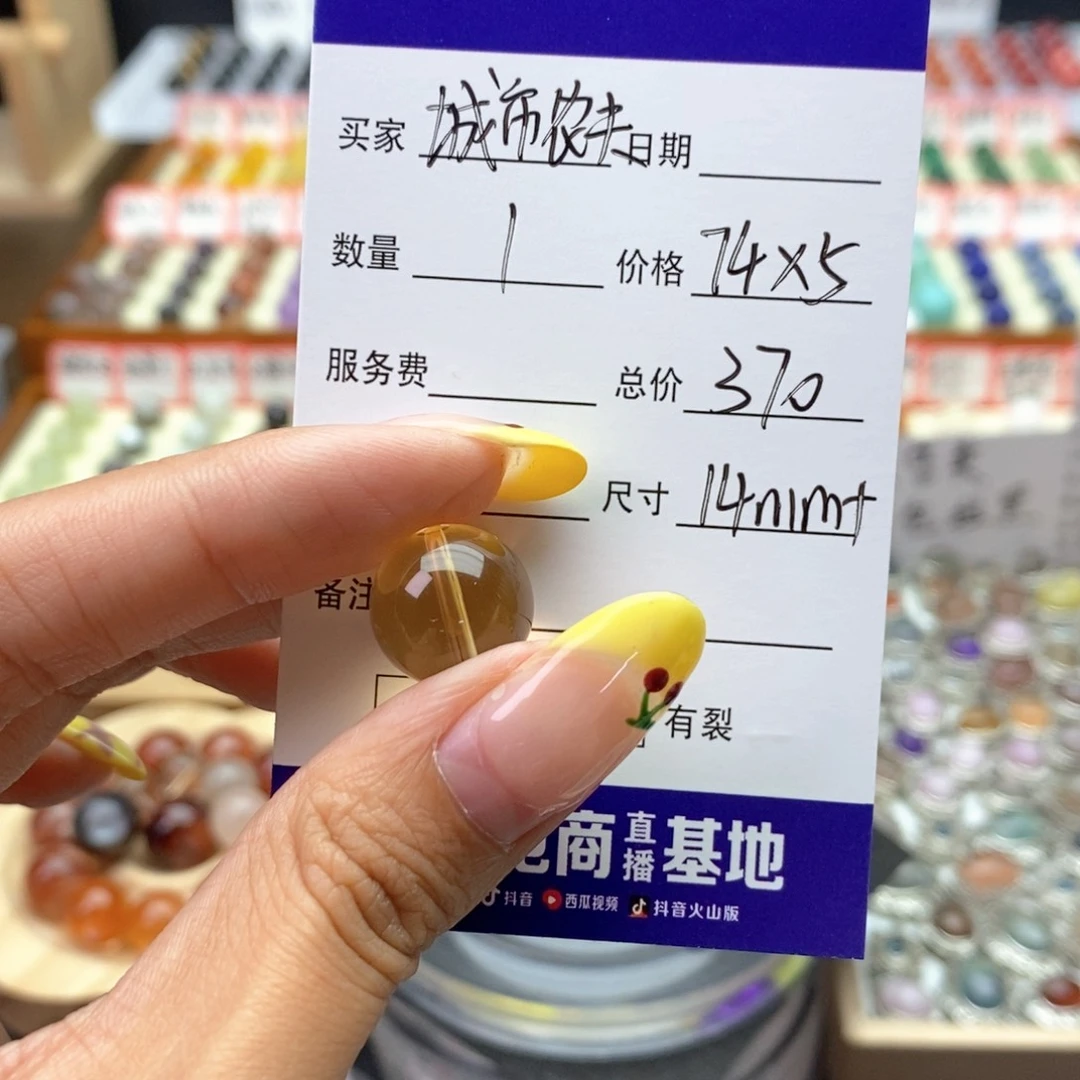 买家 城市农夫 日期
数量 1 价格 74×5
服务费 总价 370
尺寸 14mm+
备注
有裂
电商直播基地
抖音 西瓜视频 抖音火山版